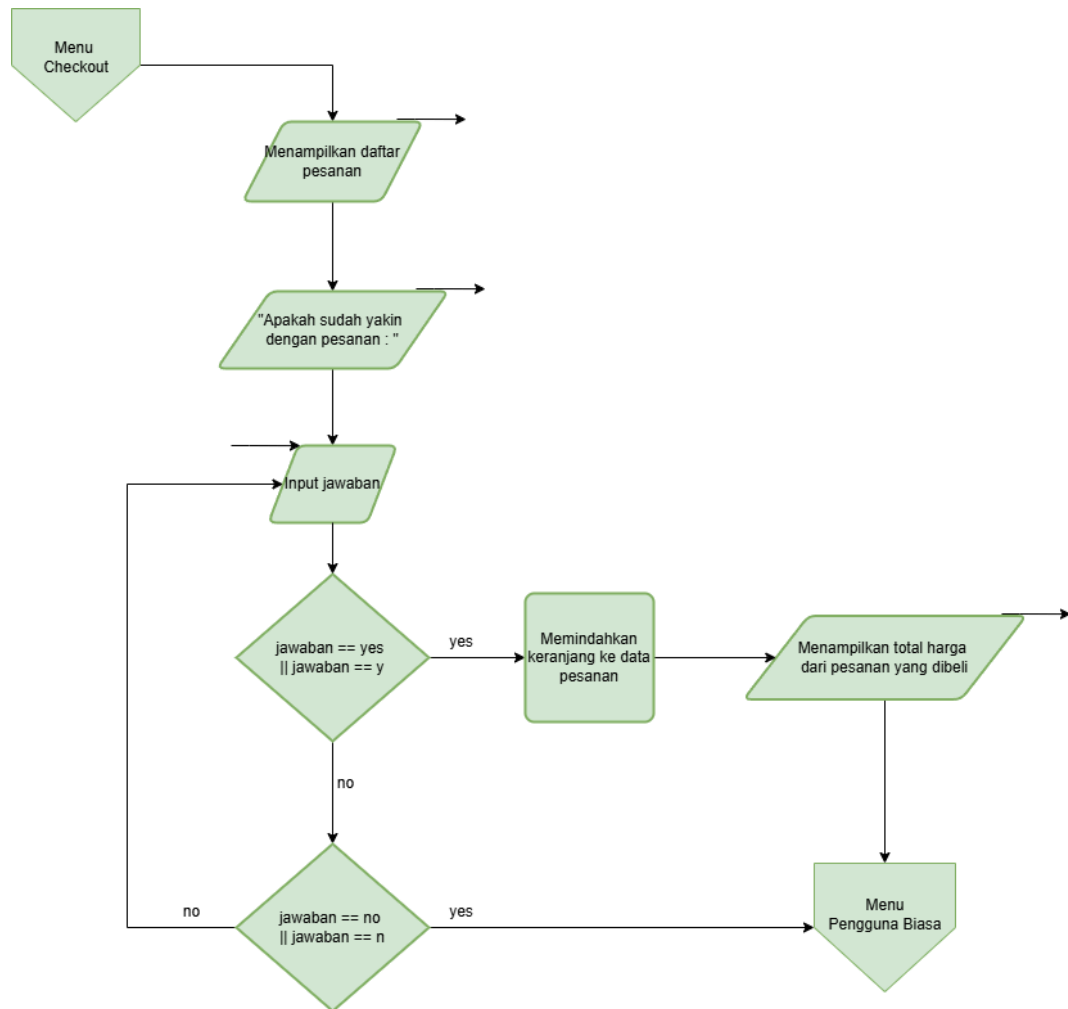 Menu
Checkout
Menampilkan daftar
pesanan
"Apakah sudah yakin
dengan pesanan : "
Input jawaban
jawaban == yes
|| jawaban == y
yes
Memindahkan
keranjang ke data
pesanan
Menampilkan total harga
dari pesanan yang dibeli
no
jawaban == no
|| jawaban == n
no
yes
Menu
Pengguna Biasa